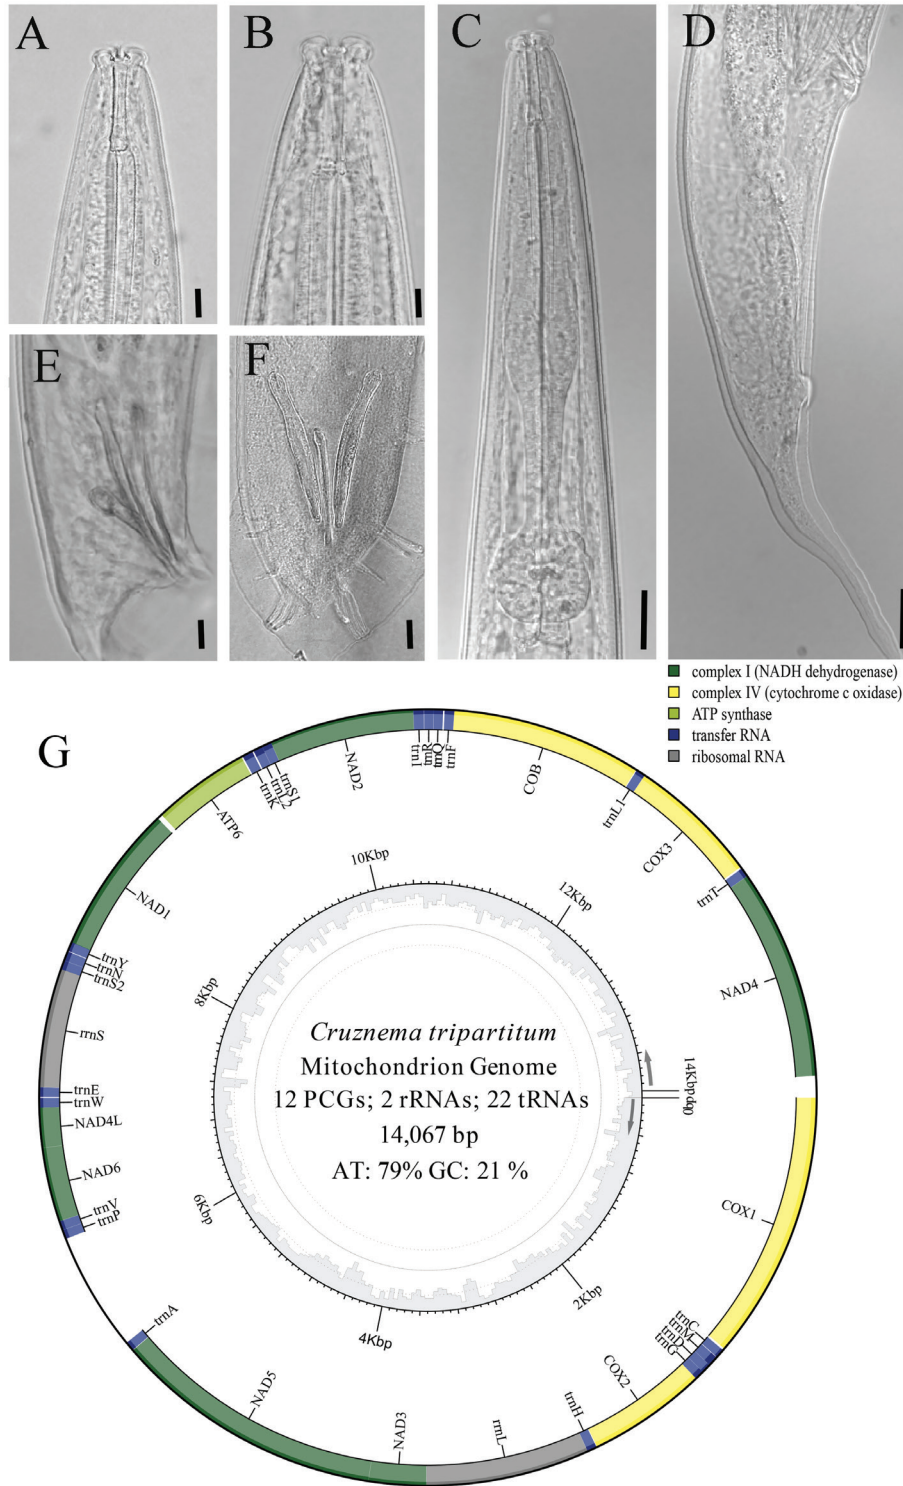 A
B
C
D
E
F
complex I (NADH dehydrogenase)
complex IV (cytochrome c oxidase)
ATP synthase
transfer RNA
ribosomal RNA
G
trnI
trnR
trnQ
trnF
COB
trnL1
COX3
trnT
NAD4
COX1
trnC
trnM
trnD
trnG
COX2
trnH
rrnL
NAD3
NAD5
trnA
trnP
trnV
NAD6
NAD4L
trnW
trnE
rrnS
trnS2
trnN
trnY
NAD1
ATP6
trnK
trnL2
trnS1
NAD2
10Kbp
12Kbp
14Kbp
2Kbp
4Kbp
6Kbp
8Kbp
Cruznema tripartitum
Mitochondrion Genome
12 PCGs; 2 rRNAs; 22 tRNAs
14,067 bp
AT: 79% GC: 21 %